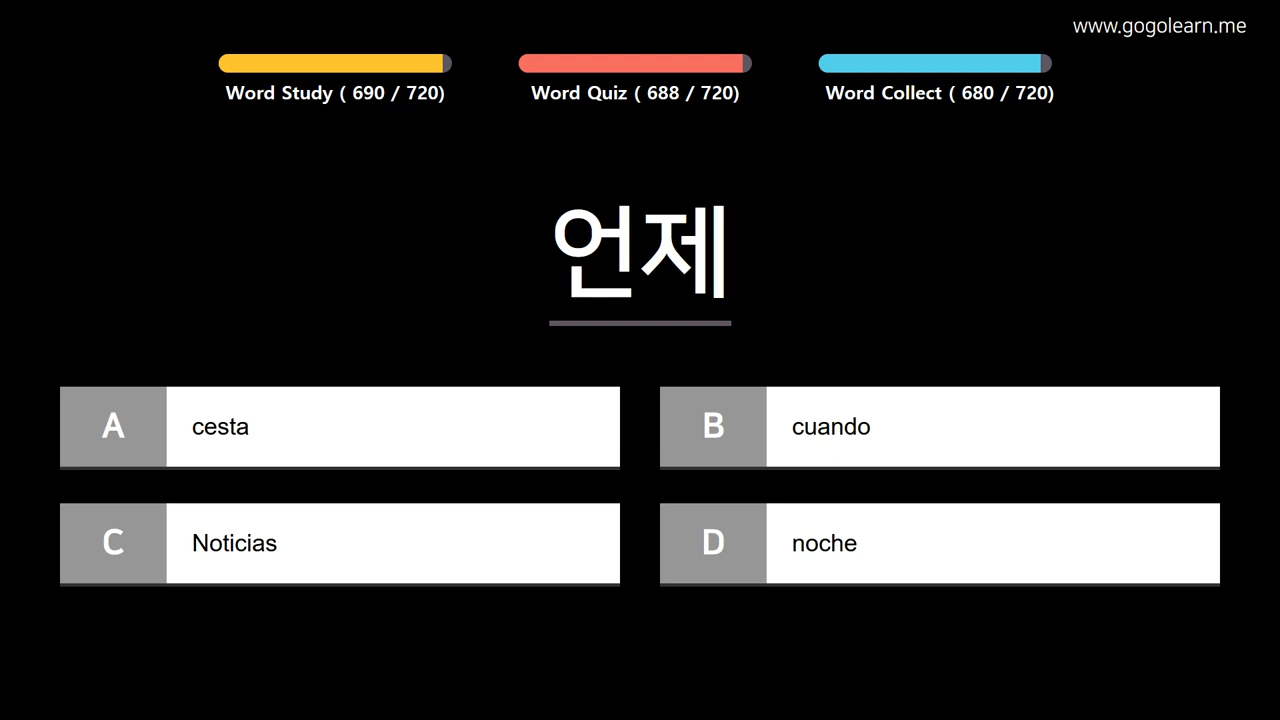 www.gogolearn.me
Word Study ( 690 / 720)
Word Quiz ( 688 / 720)
Word Collect ( 680 / 720)
언제
A cesta
B cuando
C Noticias
D noche